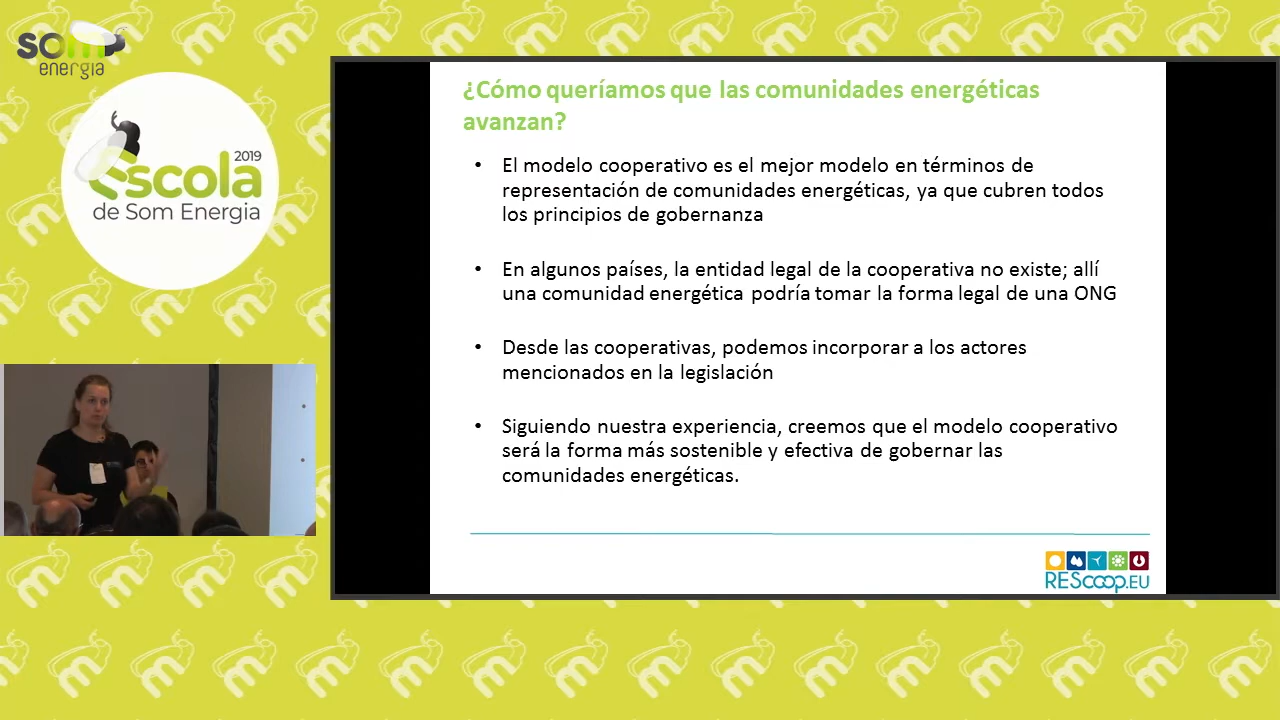 som
energia
2019
Escola
de Som Energia
¿Cómo queríamos que las comunidades energéticas
avanzan?
• El modelo cooperativo es el mejor modelo en términos de
representación de comunidades energéticas, ya que cubren todos
los principios de gobernanza
• En algunos países, la entidad legal de la cooperativa no existe; allí
una comunidad energética podría tomar la forma legal de una ONG
• Desde las cooperativas, podemos incorporar a los actores
mencionados en la legislación
• Siguiendo nuestra experiencia, creemos que el modelo cooperativo
será la forma más sostenible y efectiva de gobernar las
comunidades energéticas.
REScoop.EU